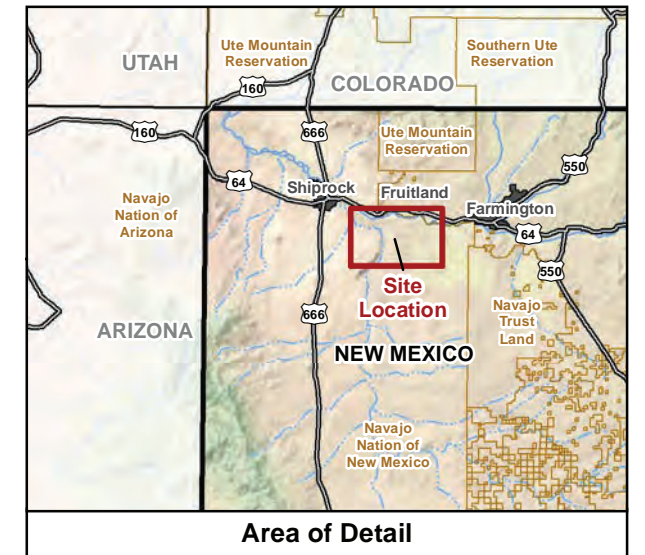 UTAH
Ute Mountain
Reservation
Southern Ute
Reservation
160
COLORADO
160
666
Ute Mountain
Reservation
550
64
Shiprock
Fruitland
Farmington
Navajo
Nation of
Arizona
64
550
Site
Location
Navajo
Trust
Land
666
ARIZONA
NEW MEXICO
Navajo
Nation of
New Mexico
Area of Detail